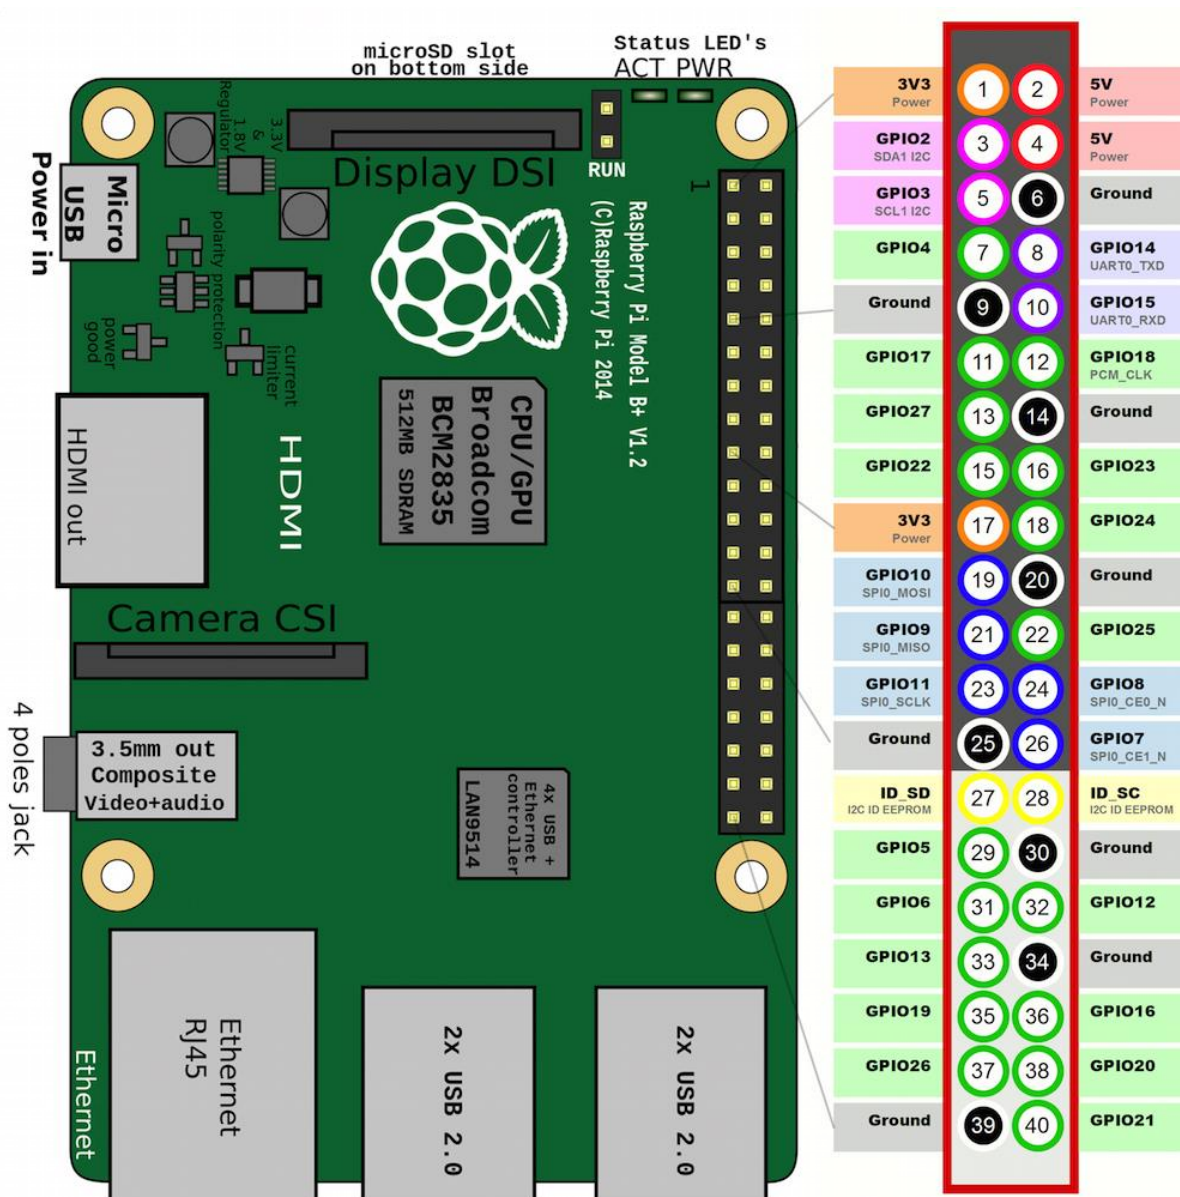 microSD slot
on bottom side
Status LED's
ACT PWR
Regulator
&
1.8V
3.3V
Display DSI
RUN
1
Power in
Micro
USB
polarity protection
power
good
current
limiter
Raspberry Pi Model B+ V1.2
(C)Raspberry Pi 2014
CPU/GPU
Broadcom
BCM2835
512MB SDRAM
HDMI out
HDMI
Camera CSI
4 poles jack
3.5mm out
Composite
Video+audio
4x USB +
Ethernet
controller
LAN9514
Ethernet
Ethernet
RJ45
2x USB 2.0
2x USB 2.0
3V3 1 2 5V
Power Power
GPIO2 3 4 5V
SDA1 I2C Power
GPIO3 5 6 Ground
SCL1 I2C
GPIO4 7 8 GPIO14
UART0_TXD
Ground 9 10 GPIO15
UART0_RXD
GPIO17 11 12 GPIO18
PCM_CLK
GPIO27 13 14 Ground
GPIO22 15 16 GPIO23
3V3 17 18 GPIO24
Power
GPIO10 19 20 Ground
SPI0_MOSI
GPIO9 21 22 GPIO25
SPI0_MISO
GPIO11 23 24 GPIO8
SPI0_SCLK SPI0_CE0_N
Ground 25 26 GPIO7
SPI0_CE1_N
ID_SD 27 28 ID_SC
I2C ID EEPROM I2C ID EEPROM
GPIO5 29 30 Ground
GPIO6 31 32 GPIO12
GPIO13 33 34 Ground
GPIO19 35 36 GPIO16
GPIO26 37 38 GPIO20
Ground 39 40 GPIO21